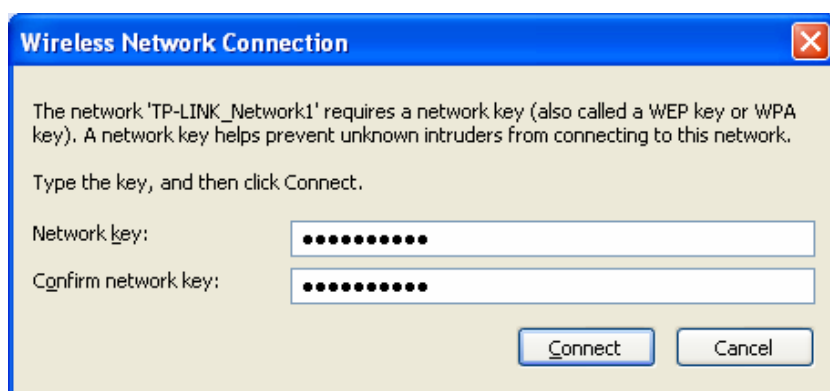 Wireless Network Connection
The network 'TP-LINK_Network1' requires a network key (also called a WEP key or WPA
key). A network key helps prevent unknown intruders from connecting to this network.
Type the key, and then click Connect.
Network key: ●●●●●●●●●●
Confirm network key: ●●●●●●●●●●
Connect Cancel